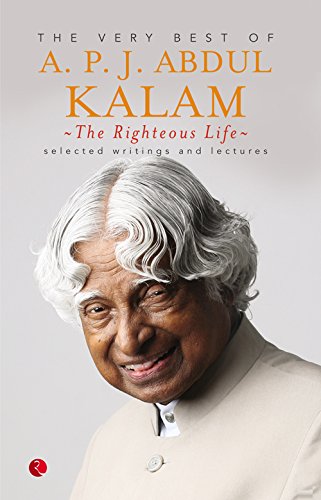 THE VERY BEST OF
A. P. J. ABDUL
KALAM
~The Righteous Life~
selected writings and lectures